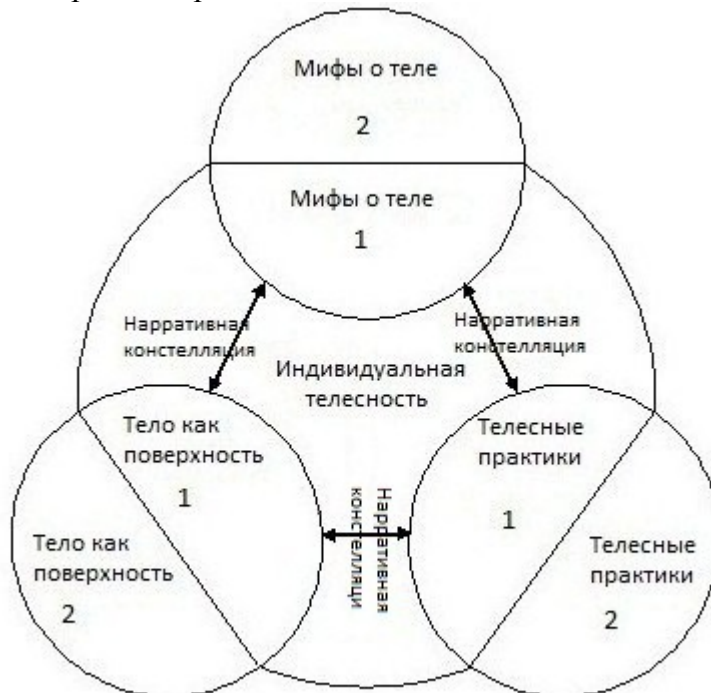 Мифы о теле
2
Мифы о теле
1
Нарративная
констелляция
Нарративная
констелляция
Индивидуальная
телесность
Тело как
поверхность
1
Телесные
практики
1
Нарративная
констелляци
Тело как
поверхность
2
Телесные
практики
2